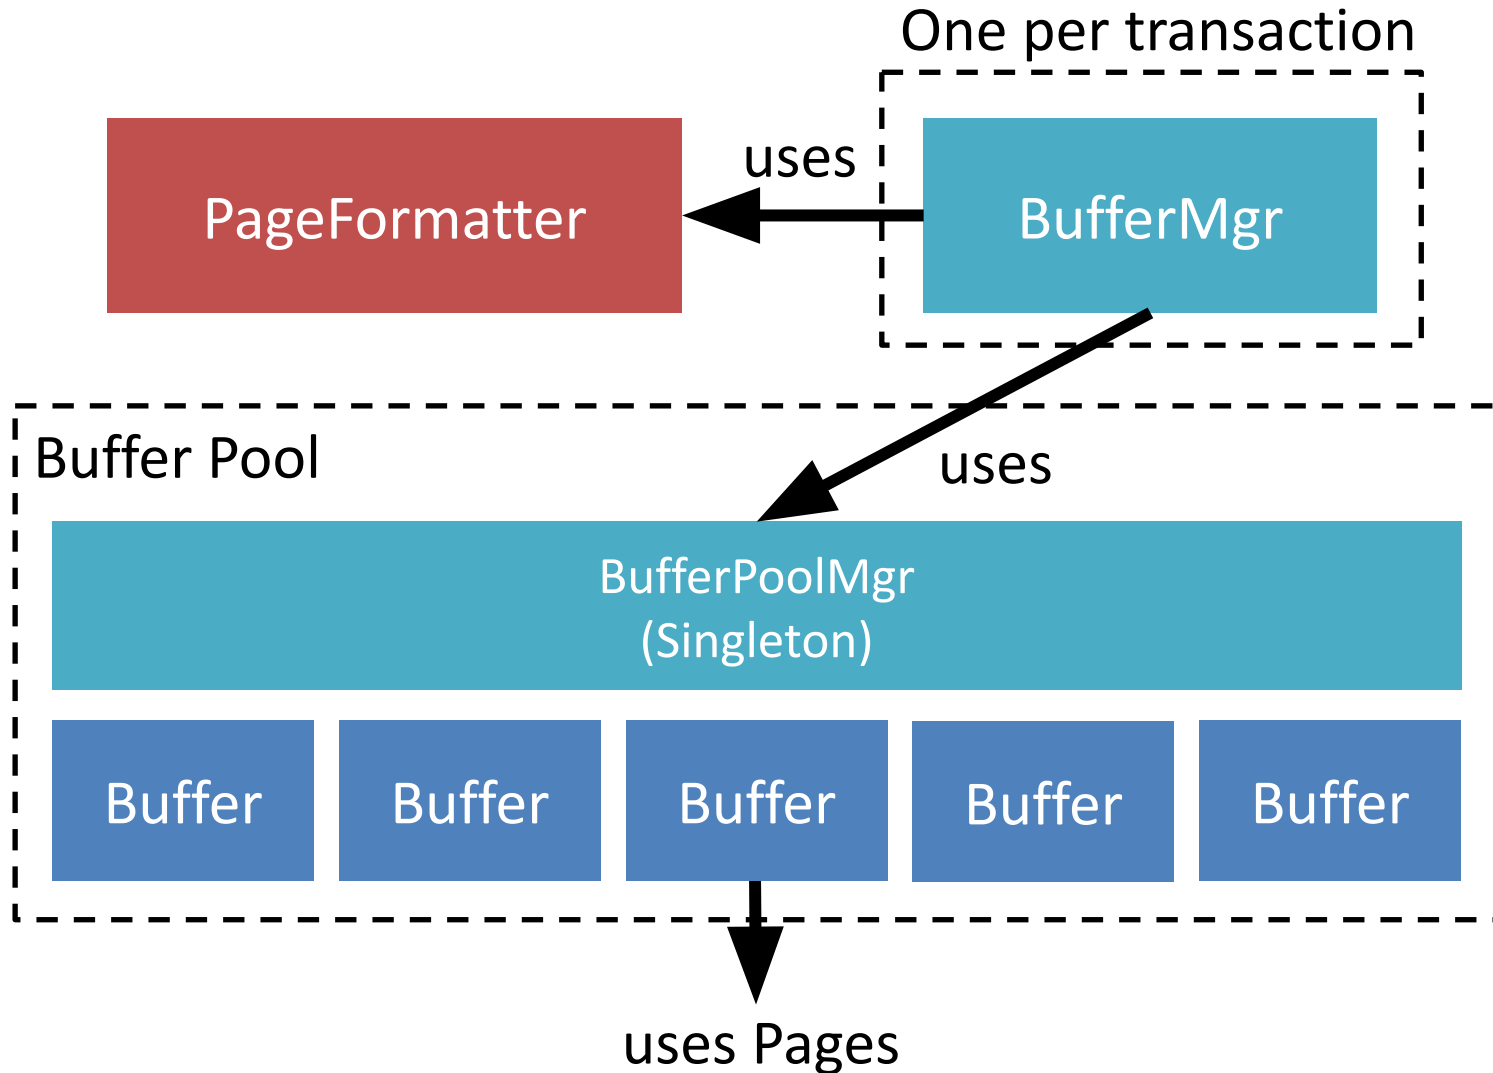 One per transaction
uses
PageFormatter
BufferMgr
Buffer Pool
uses
BufferPoolMgr
(Singleton)
Buffer
Buffer
Buffer
Buffer
Buffer
uses Pages